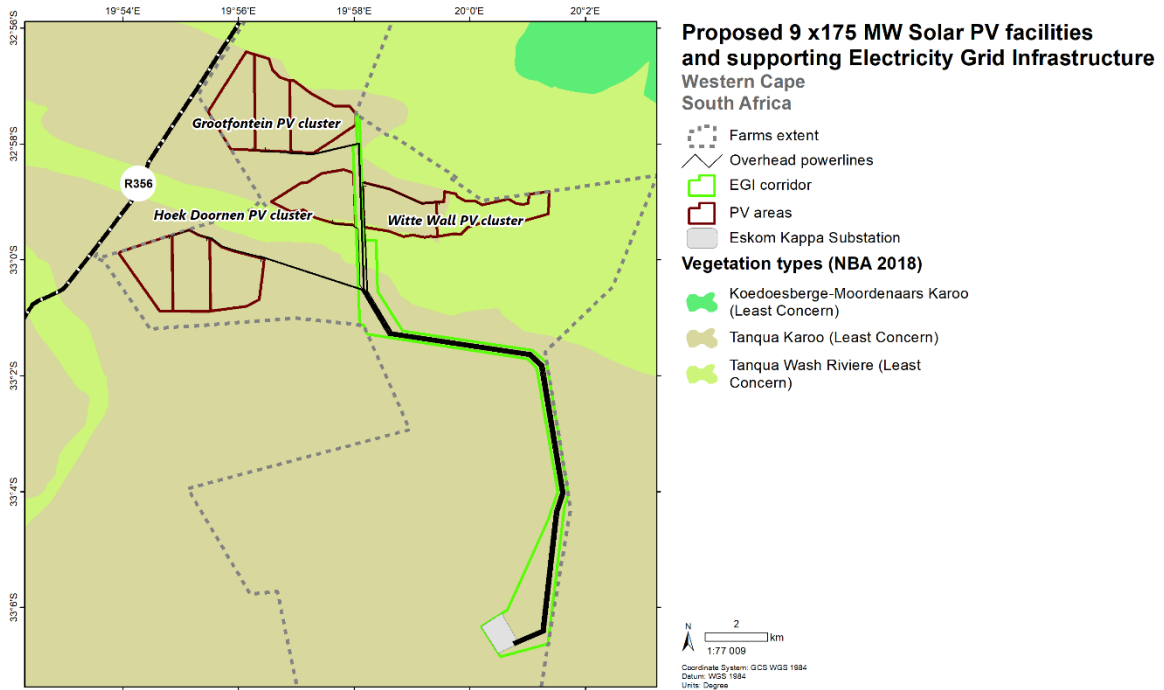 19°54'E 19°56'E 19°58'E 20°0'E 20°2'E
32°56'S
32°58'S
33°0'S
33°2'S
33°4'S
33°6'S
Grootfontein PV cluster
R356
Hoek Doornen PV cluster
Witte Wall PV cluster
Proposed 9 x175 MW Solar PV facilities
and supporting Electricity Grid Infrastructure
Western Cape
South Africa
Farms extent
Overhead powerlines
EGI corridor
PV areas
Eskom Kappa Substation
Vegetation types (NBA 2018)
Koedoesberge-Moordenaars Karoo
(Least Concern)
Tanqua Karoo (Least Concern)
Tanqua Wash Riviere (Least
Concern)
N
2
km
1:77 009
Coordinate System: GCS WGS 1984
Datum: WGS 1984
Units: Degree